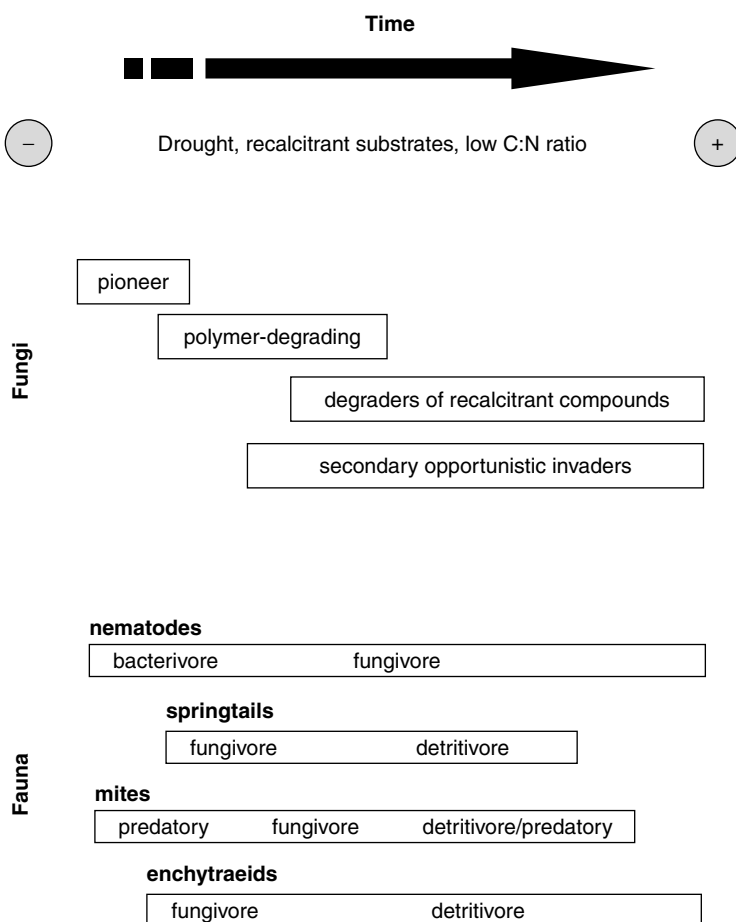 Time
– Drought, recalcitrant substrates, low C:N ratio +
Fungi
pioneer
polymer-degrading
degraders of recalcitrant compounds
secondary opportunistic invaders
Fauna
nematodes
bacterivore fungivore
springtails
fungivore detritivore
mites
predatory fungivore detritivore/predatory
enchytraeids
fungivore detritivore